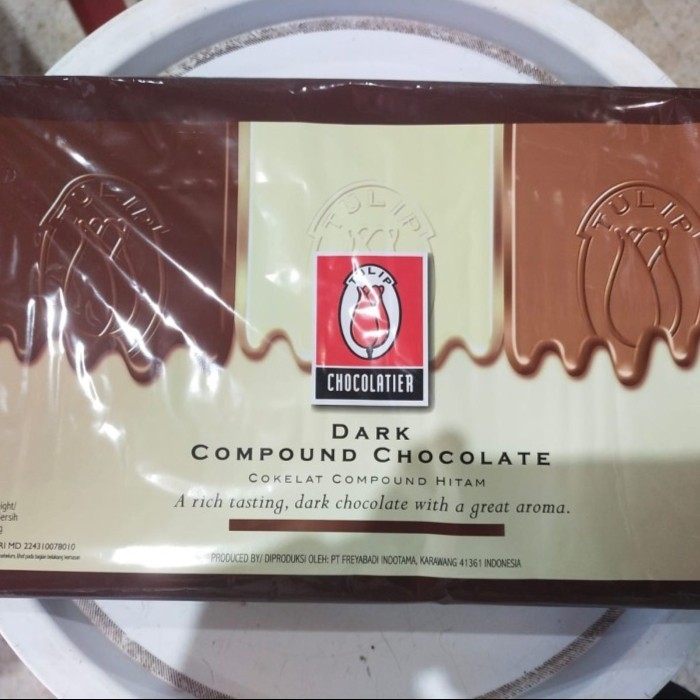 TULIP
TULIP
TULIP
TULIP
CHOCOLATIER
DARK
COMPOUND CHOCOLATE
COKELAT COMPOUND HITAM
A rich tasting, dark chocolate with a great aroma.
ight/
ersih
g
RI MD 224310078010
PRODUCED BY/ DIPRODUKSI OLEH: PT FREYABADI INDOTAMA, KARAWANG 41361 INDONESIA